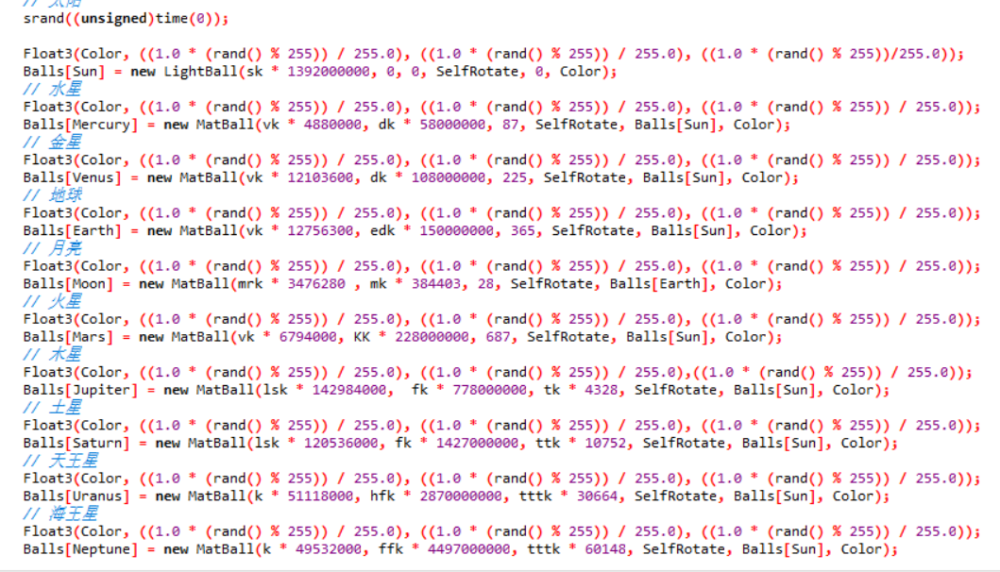 // 太阳
srand((unsigned)time(0));
Float3(Color, ((1.0 * (rand() % 255)) / 255.0), ((1.0 * (rand() % 255)) / 255.0), ((1.0 * (rand() % 255))/255.0));
Balls[Sun] = new LightBall(sk * 1392000000, 0, 0, SelfRotate, 0, Color);
// 水星
Float3(Color, ((1.0 * (rand() % 255)) / 255.0), ((1.0 * (rand() % 255)) / 255.0), ((1.0 * (rand() % 255)) / 255.0));
Balls[Mercury] = new MatBall(vk * 4880000, dk * 58000000, 87, SelfRotate, Balls[Sun], Color);
// 金星
Float3(Color, ((1.0 * (rand() % 255)) / 255.0), ((1.0 * (rand() % 255)) / 255.0), ((1.0 * (rand() % 255)) / 255.0));
Balls[Venus] = new MatBall(vk * 12103600, dk * 108000000, 225, SelfRotate, Balls[Sun], Color);
// 地球
Float3(Color, ((1.0 * (rand() % 255)) / 255.0), ((1.0 * (rand() % 255)) / 255.0), ((1.0 * (rand() % 255)) / 255.0));
Balls[Earth] = new MatBall(vk * 12756300, edk * 150000000, 365, SelfRotate, Balls[Sun], Color);
// 月亮
Float3(Color, ((1.0 * (rand() % 255)) / 255.0), ((1.0 * (rand() % 255)) / 255.0), ((1.0 * (rand() % 255)) / 255.0));
Balls[Moon] = new MatBall(mrk * 3476280 , mk * 384403, 28, SelfRotate, Balls[Earth], Color);
// 火星
Float3(Color, ((1.0 * (rand() % 255)) / 255.0), ((1.0 * (rand() % 255)) / 255.0), ((1.0 * (rand() % 255)) / 255.0));
Balls[Mars] = new MatBall(vk * 6794000, KK * 228000000, 687, SelfRotate, Balls[Sun], Color);
// 木星
Float3(Color, ((1.0 * (rand() % 255)) / 255.0), ((1.0 * (rand() % 255)) / 255.0),((1.0 * (rand() % 255)) / 255.0));
Balls[Jupiter] = new MatBall(lsk * 142984000,  fk * 778000000, tk * 4328, SelfRotate, Balls[Sun], Color);
// 土星
Float3(Color, ((1.0 * (rand() % 255)) / 255.0), ((1.0 * (rand() % 255)) / 255.0), ((1.0 * (rand() % 255)) / 255.0));
Balls[Saturn] = new MatBall(lsk * 120536000, fk * 1427000000, ttk * 10752, SelfRotate, Balls[Sun], Color);
// 天王星
Float3(Color, ((1.0 * (rand() % 255)) / 255.0), ((1.0 * (rand() % 255)) / 255.0), ((1.0 * (rand() % 255)) / 255.0));
Balls[Uranus] = new MatBall(k * 51118000, hfk * 2870000000, tttk * 30664, SelfRotate, Balls[Sun], Color);
// 海王星
Float3(Color, ((1.0 * (rand() % 255)) / 255.0), ((1.0 * (rand() % 255)) / 255.0), ((1.0 * (rand() % 255)) / 255.0));
Balls[Neptune] = new MatBall(k * 49532000, ffk * 4497000000, tttk * 60148, SelfRotate, Balls[Sun], Color);